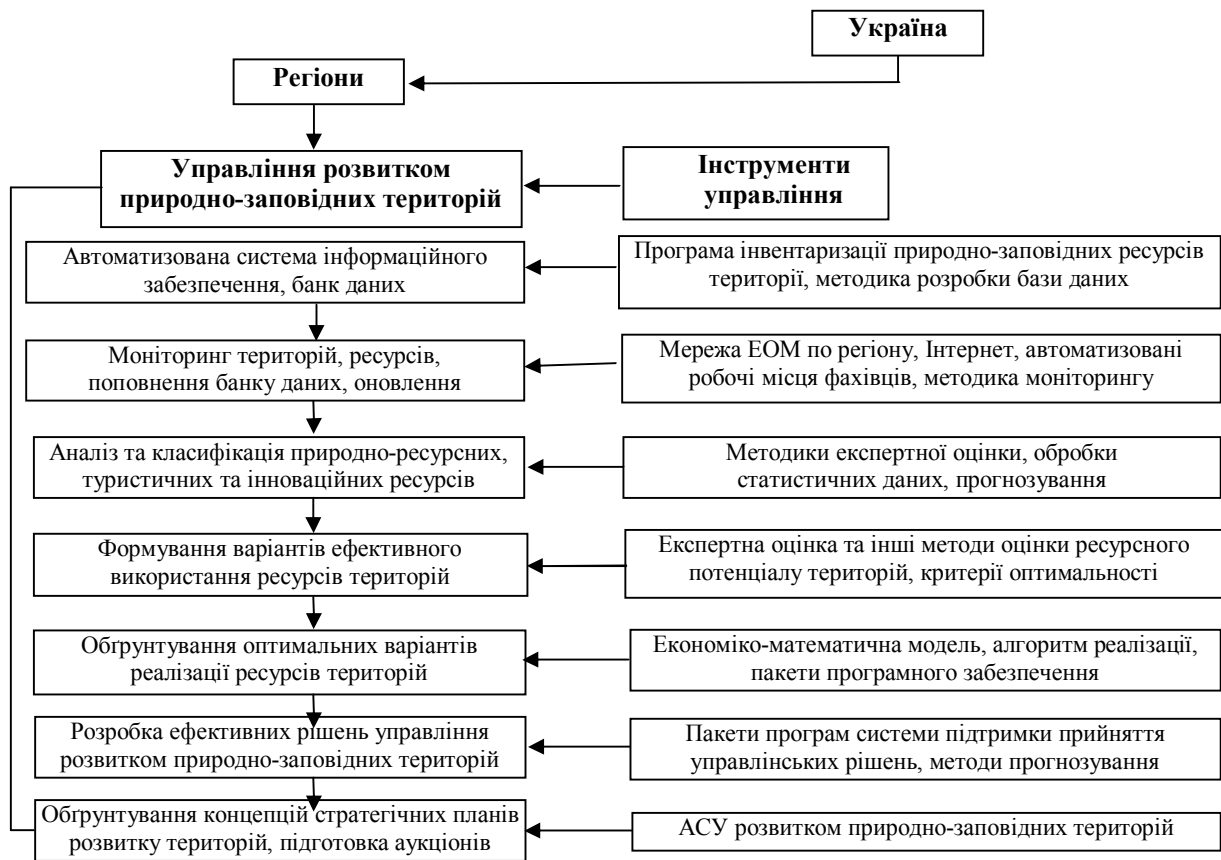 Україна
Регіони
Управління розвитком
природно-заповідних територій
Інструменти
управління
Автоматизована система інформаційного
забезпечення, банк даних
Програма інвентаризації природно-заповідних ресурсів
території, методика розробки бази даних
Моніторинг територій, ресурсів,
поповнення банку даних, оновлення
Мережа ЕОМ по регіону, Інтернет, автоматизовані
робочі місця фахівців, методика моніторингу
Аналіз та класифікація природно-ресурсних,
туристичних та інноваційних ресурсів
Методики експертної оцінки, обробки
статистичних даних, прогнозування
Формування варіантів ефективного
використання ресурсів територій
Експертна оцінка та інші методи оцінки ресурсного
потенціалу територій, критерії оптимальності
Обґрунтування оптимальних варіантів
реалізації ресурсів територій
Економіко-математична модель, алгоритм реалізації,
пакети програмного забезпечення
Розробка ефективних рішень управління
розвитком природно-заповідних територій
Пакети програм системи підтримки прийняття
управлінських рішень, методи прогнозування
Обґрунтування концепцій стратегічних планів
розвитку територій, підготовка аукціонів
АСУ розвитком природно-заповідних територій